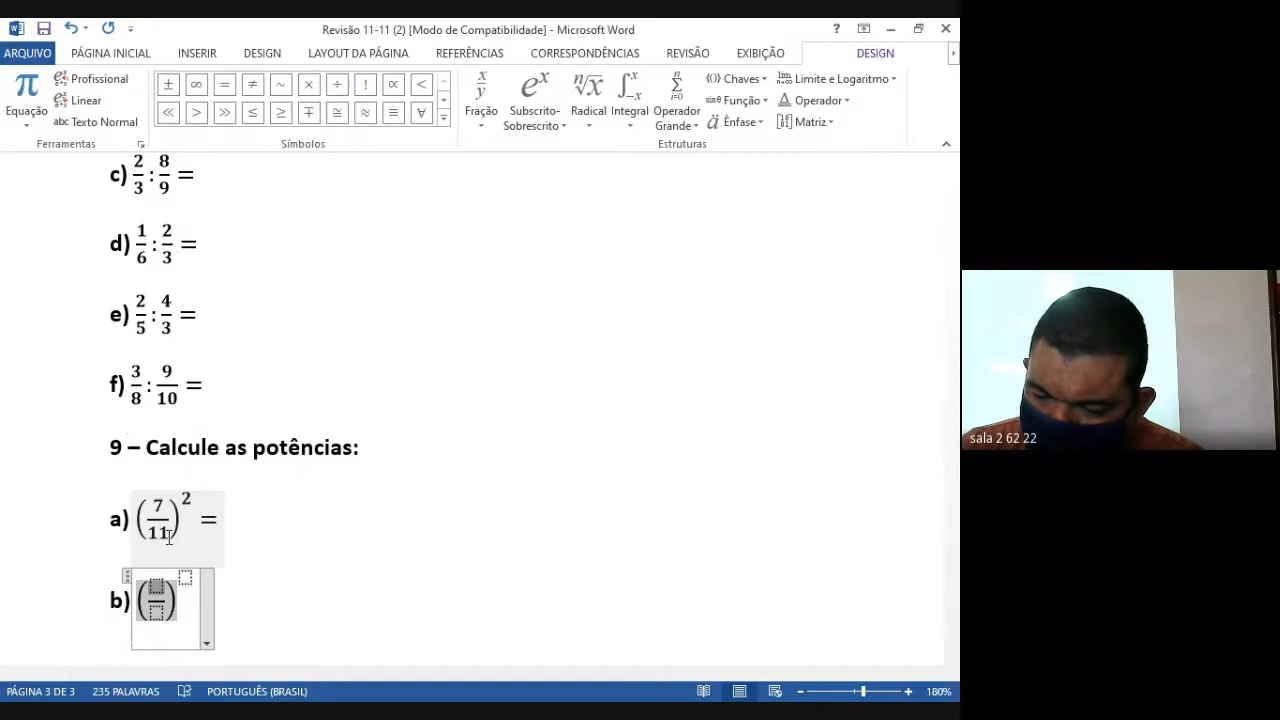 Revisão 11-11 (2) [Modo de Compatibilidade] - Microsoft Word
?
ARQUIVO PÁGINA INICIAL INSERIR DESIGN LAYOUT DA PÁGINA REFERÊNCIAS CORRESPONDÊNCIAS REVISÃO EXIBIÇÃO DESIGN
π Equação
Profissional
Linear
abc Texto Normal
Ferramentas
± ∞ = ≠ ~ × ÷ ! ∝ <
≪ > ≫ ≤ ≥ ∓ ≅ ≈ ≡ ∀
Símbolos
x/y Fração
eˣ Subscrito-Sobrescrito
ⁿ√x Radical
Integral
Operador Grande
{()} Chaves
sinθ Função
ä Ênfase
lim Limite e Logaritmo
Operador
Matriz
Estruturas
c) 2/3 : 8/9 =
d) 1/6 : 2/3 =
e) 2/5 : 4/3 =
f) 3/8 : 9/10 =
9 – Calcule as potências:
a) (7/11)² =
b) ( )
sala 2 62 22
PÁGINA 3 DE 3 235 PALAVRAS PORTUGUÊS (BRASIL) 180%